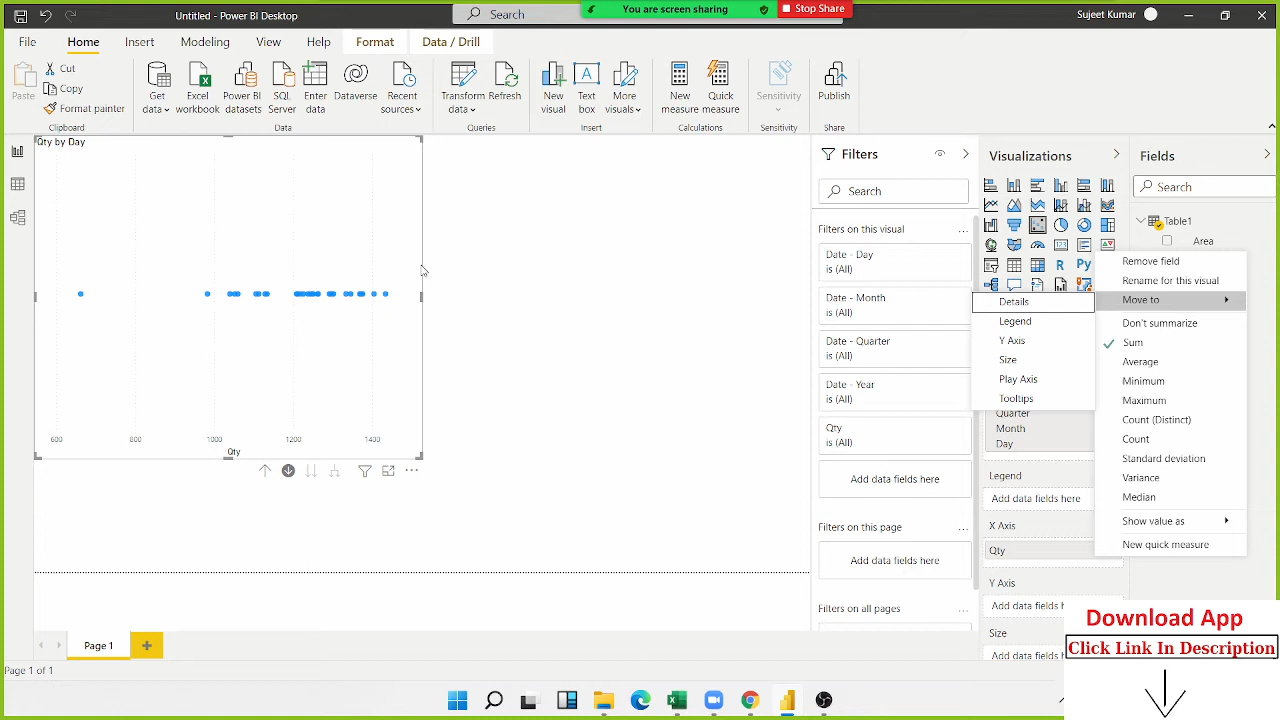 Untitled - Power BI Desktop
Search
You are screen sharing
Stop Share
Sujeet Kumar
File
Home
Insert
Modeling
View
Help
Format
Data / Drill
Paste
Cut
Copy
Format painter
Clipboard
Get data
Excel workbook
Power BI datasets
SQL Server
Enter data
Dataverse
Recent sources
Data
Transform data
Refresh
Queries
New visual
Text box
More visuals
Insert
New measure
Quick measure
Calculations
Sensitivity
Sensitivity
Publish
Share
Qty by Day
600
800
1000
1200
1400
Qty
Filters
Search
Filters on this visual
Date - Day
is (All)
Date - Month
is (All)
Date - Quarter
is (All)
Date - Year
is (All)
Qty
is (All)
Add data fields here
Filters on this page
Add data fields here
Filters on all pages
Visualizations
R
Py
Fields
Search
Table1
Area
Remove field
Rename for this visual
Move to
Don't summarize
Sum
Average
Minimum
Maximum
Count (Distinct)
Count
Standard deviation
Variance
Median
Show value as
New quick measure
Details
Legend
Y Axis
Size
Play Axis
Tooltips
Quarter
Month
Day
Legend
Add data fields here
X Axis
Qty
Y Axis
Add data fields h
Size
Page 1
Page 1 of 1
Download App
Click Link In Description